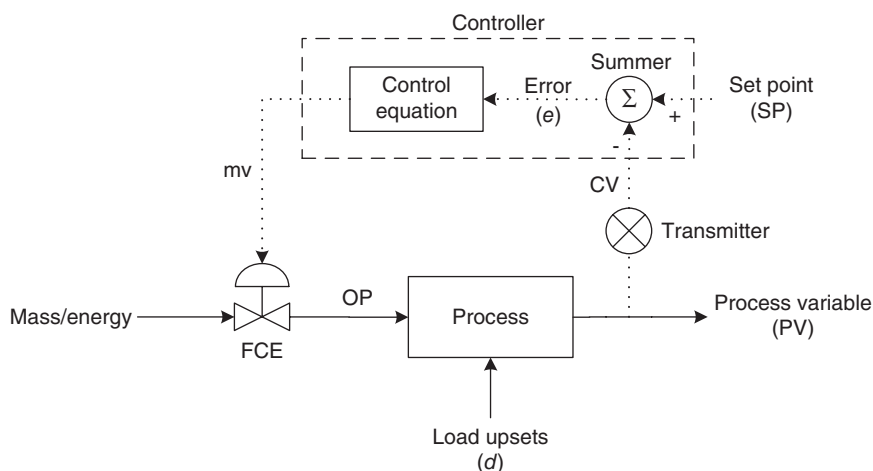 Controller
Summer
Control
equation
Error
(e)
Σ
+
-
Set point
(SP)
mv
CV
Transmitter
Mass/energy
FCE
OP
Process
Process variable
(PV)
Load upsets
(d)